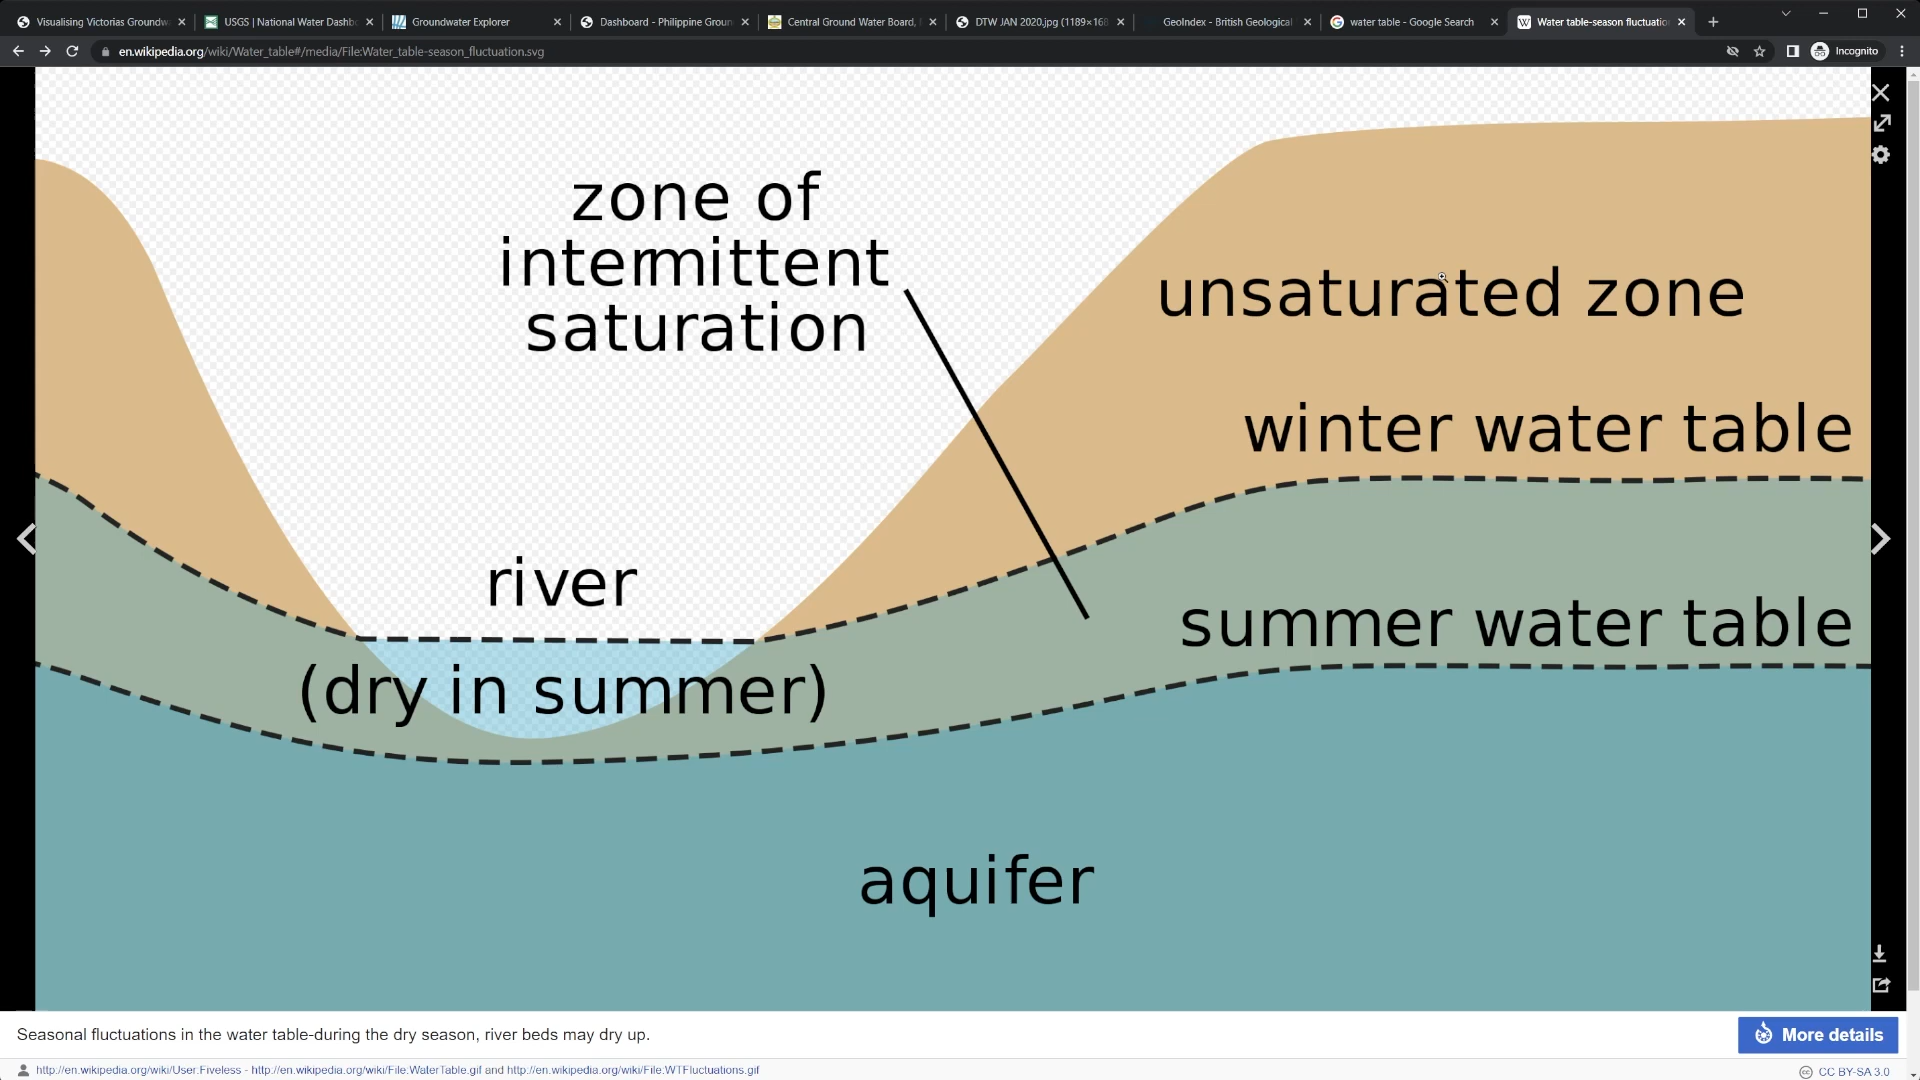 Visualising Victorias Groundw
USGS | National Water Dashb
Groundwater Explorer
Dashboard - Philippine Groun
Central Ground Water Board,
DTW JAN 2020.jpg (1189×168
GeoIndex - British Geological
water table - Google Search
Water table-season fluctuatio
en.wikipedia.org/wiki/Water_table#/media/File:Water_table-season_fluctuation.svg
Incognito
zone of
intermittent
saturation
unsaturated zone
winter water table
river
summer water table
(dry in summer)
aquifer
Seasonal fluctuations in the water table-during the dry season, river beds may dry up.
More details
http://en.wikipedia.org/wiki/User:Fiveless - http://en.wikipedia.org/wiki/File:WaterTable.gif and http://en.wikipedia.org/wiki/File:WTFluctuations.gif
CC BY-SA 3.0